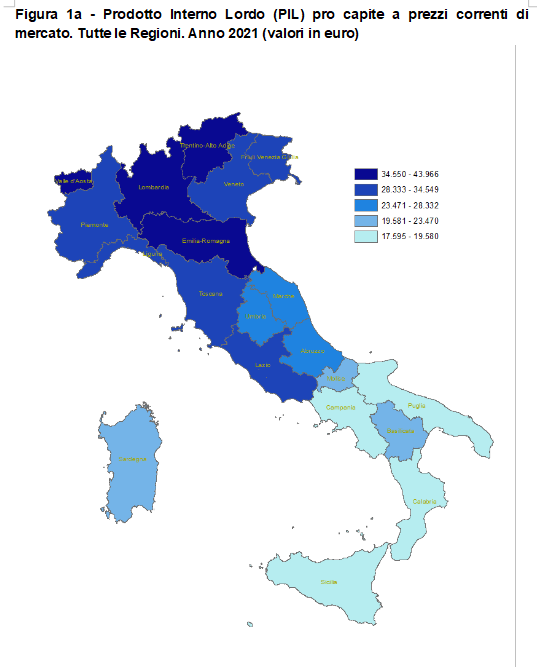 Figura 1a - Prodotto Interno Lordo (PIL) pro capite a prezzi correnti di
mercato. Tutte le Regioni. Anno 2021 (valori in euro)
Trentino-Alto Adige
Friuli Venezia Giulia
Valle d'Aosta
Lombardia
Veneto
Piemonte
Emilia-Romagna
Liguria
Toscana
Marche
Umbria
Abruzzo
Lazio
Molise
Campania
Puglia
Basilicata
Sardegna
Calabria
Sicilia
34.550 - 43.966
28.333 - 34.549
23.471 - 28.332
19.581 - 23.470
17.595 - 19.580